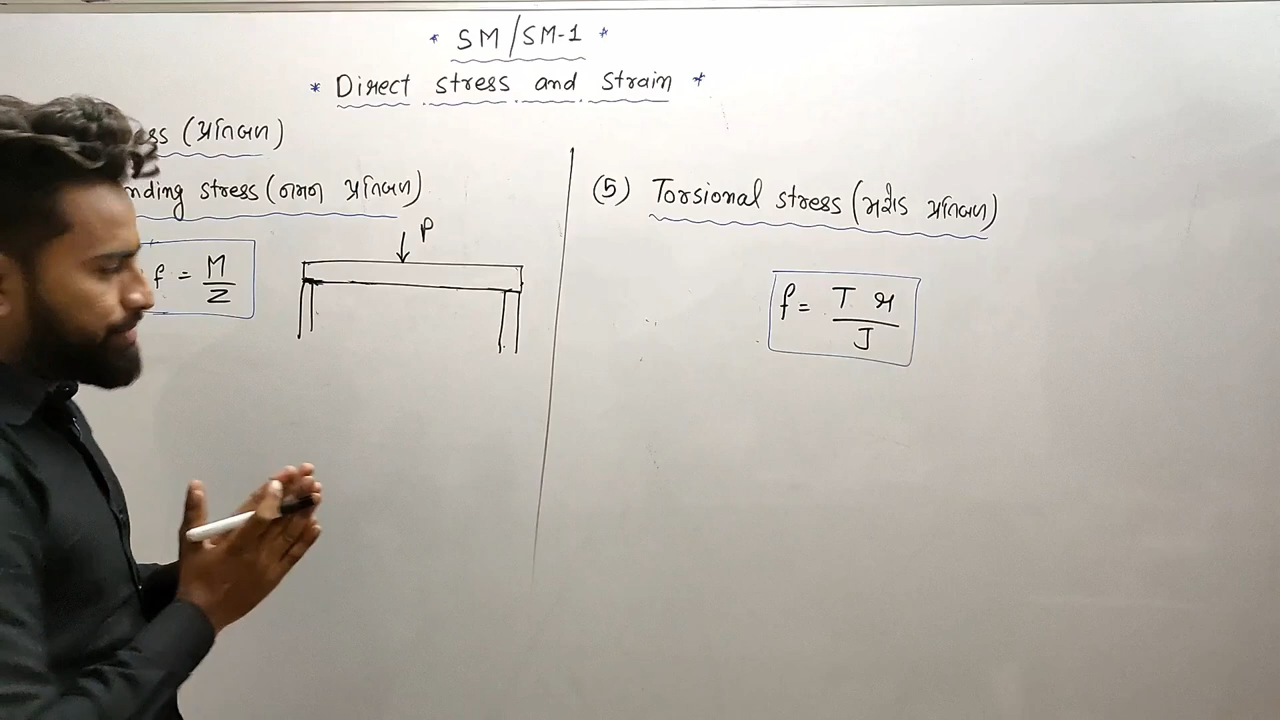 * SM/SM-1 *
* Direct stress and strain *
ss (પ્રતિબળ)
nding stress (નમન પ્રતિબળ)
f = M/Z
P
(5) Torsional stress (મરોડ પ્રતિબળ)
f = T r/J